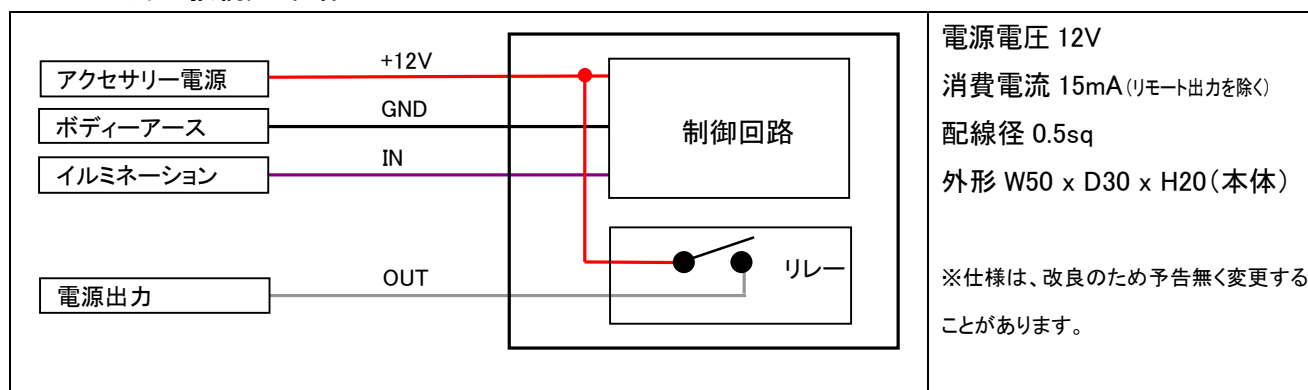 アクセサリー電源
+12V
ボディーアース
GND
イルミネーション
IN
制御回路
電源出力
OUT
リレー
電源電圧 12V
消費電流 15mA(リモート出力を除く)
配線径 0.5sq
外形 W50 x D30 x H20(本体)
※仕様は、改良のため予告無く変更する
ことがあります。